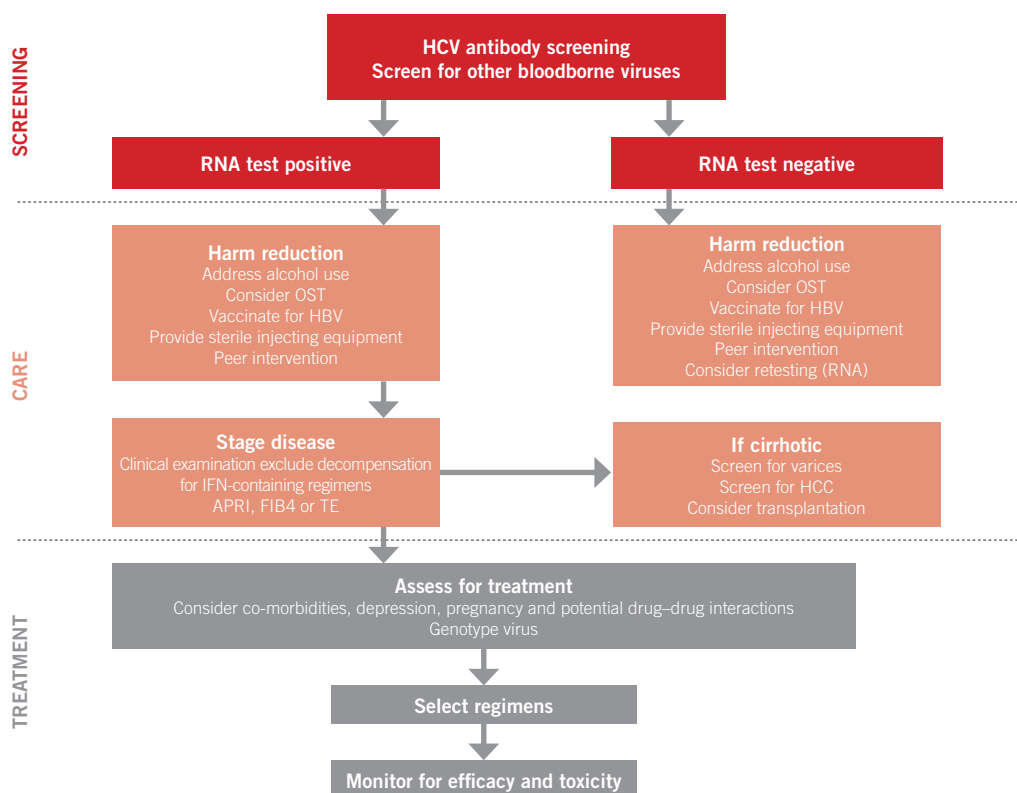 SCREENING
HCV antibody screening
Screen for other bloodborne viruses
RNA test positive
RNA test negative
CARE
Harm reduction
Address alcohol use
Consider OST
Vaccinate for HBV
Provide sterile injecting equipment
Peer intervention
Harm reduction
Address alcohol use
Consider OST
Vaccinate for HBV
Provide sterile injecting equipment
Peer intervention
Consider retesting (RNA)
Stage disease
Clinical examination exclude decompensation
for IFN-containing regimens
APRI, FIB4 or TE
If cirrhotic
Screen for varices
Screen for HCC
Consider transplantation
TREATMENT
Assess for treatment
Consider co-morbidities, depression, pregnancy and potential drug–drug interactions
Genotype virus
Select regimens
Monitor for efficacy and toxicity